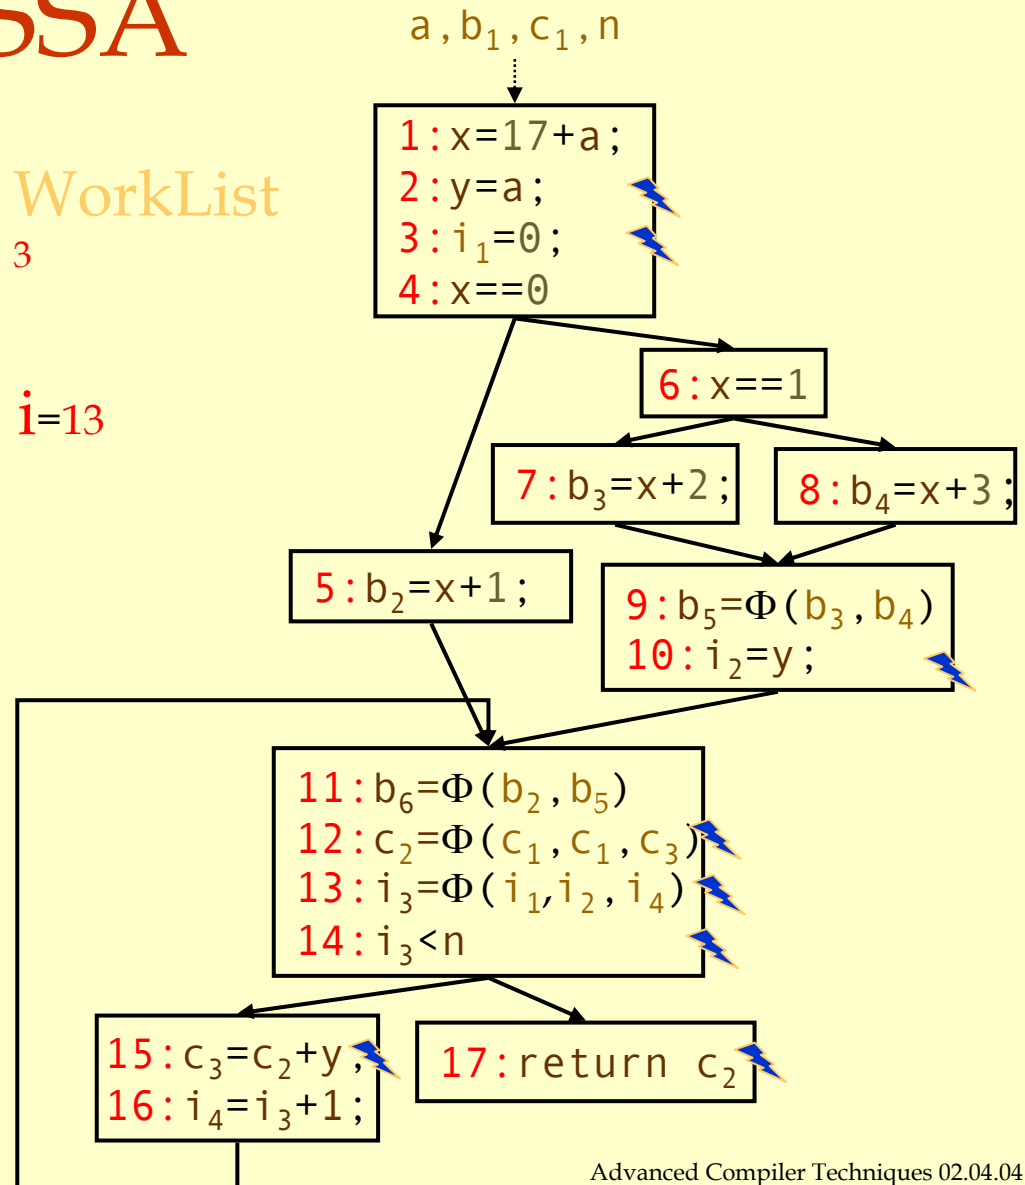 SSA
a,b₁,c₁,n
WorkList
3
i=13
1:x=17+a;
2:y=a;
3:i₁=0;
4:x==0
6:x==1
7:b₃=x+2;
8:b₄=x+3;
5:b₂=x+1;
9:b₅=Φ(b₃,b₄)
10:i₂=y;
11:b₆=Φ(b₂,b₅)
12:c₂=Φ(c₁,c₁,c₃)
13:i₃=Φ(i₁,i₂,i₄)
14:i₃<n
15:c₃=c₂+y;
16:i₄=i₃+1;
17:return c₂
Advanced Compiler Techniques 02.04.04